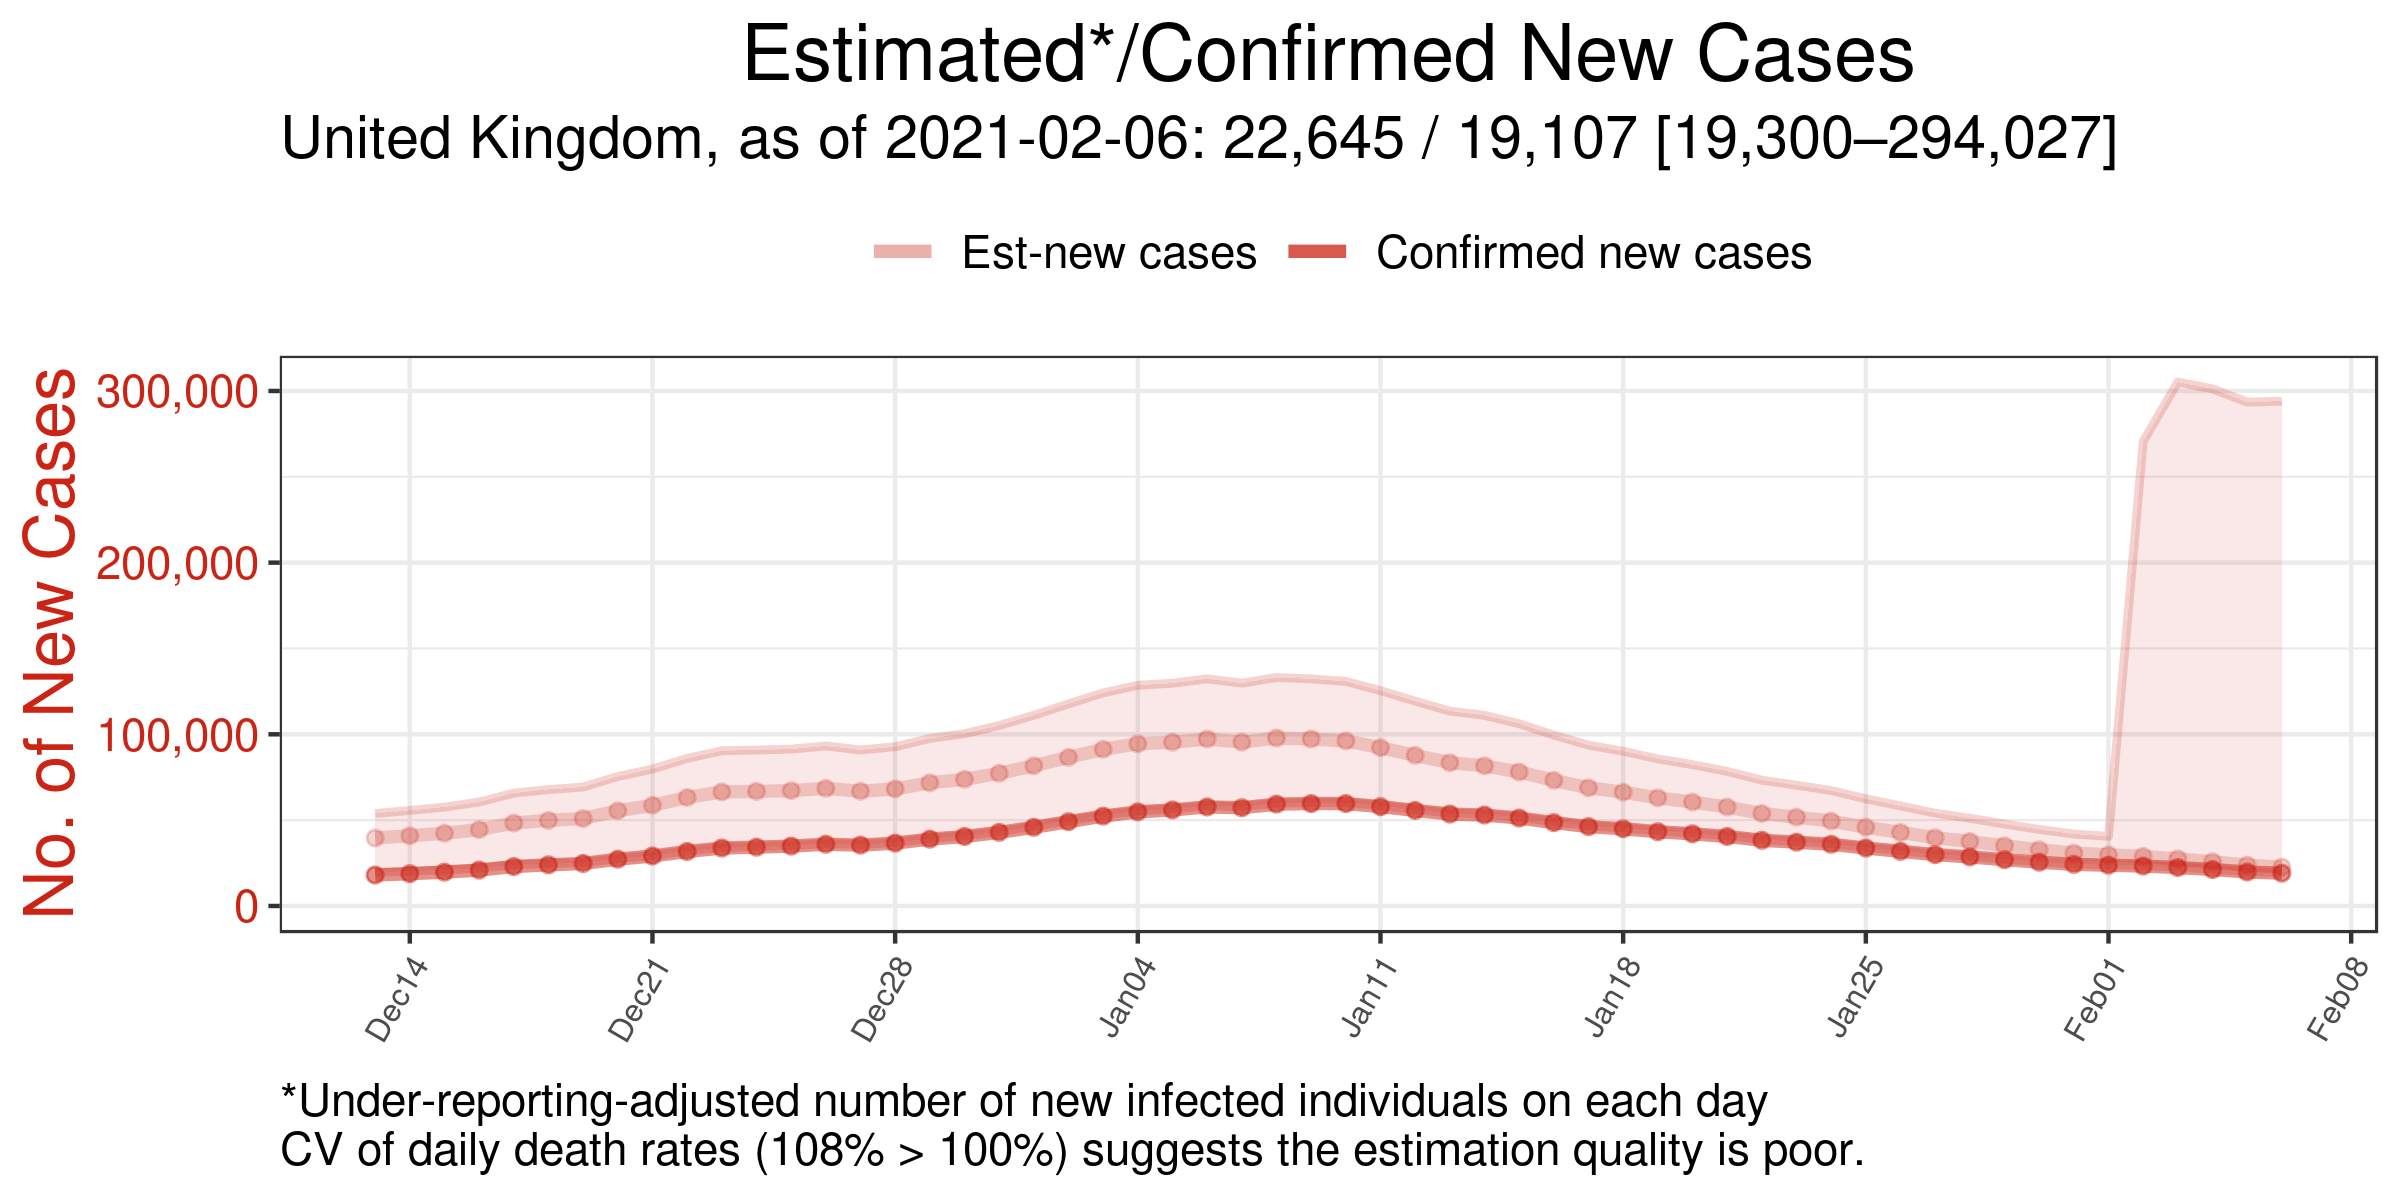 Estimated*/Confirmed New Cases
United Kingdom, as of 2021-02-06: 22,645 / 19,107 [19,300–294,027]
Est-new cases
Confirmed new cases
No. of New Cases
300,000
200,000
100,000
0
Dec14
Dec21
Dec28
Jan04
Jan11
Jan18
Jan25
Feb01
Feb08
*Under-reporting-adjusted number of new infected individuals on each day
CV of daily death rates (108% > 100%) suggests the estimation quality is poor.